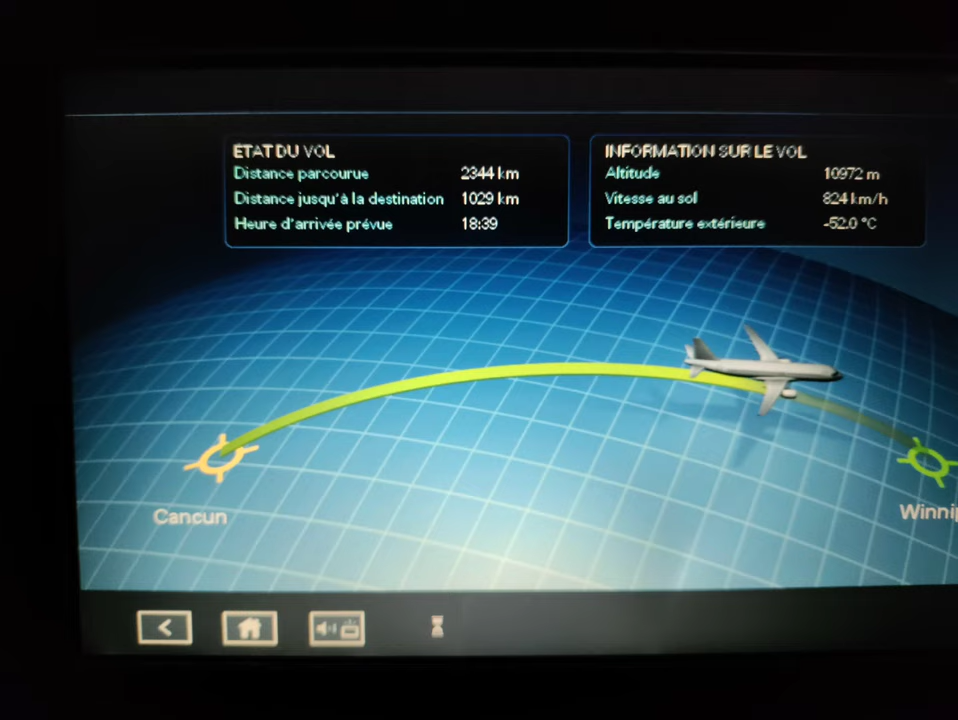 ETAT DU VOL
Distance parcourue 2344 km
Distance jusqu'à la destination 1029 km
Heure d'arrivée prévue 18:39
INFORMATION SUR LE VOL
Altitude 10972 m
Vitesse au sol 824 km/h
Température extérieure -52.0 °C
Cancun
Winnip